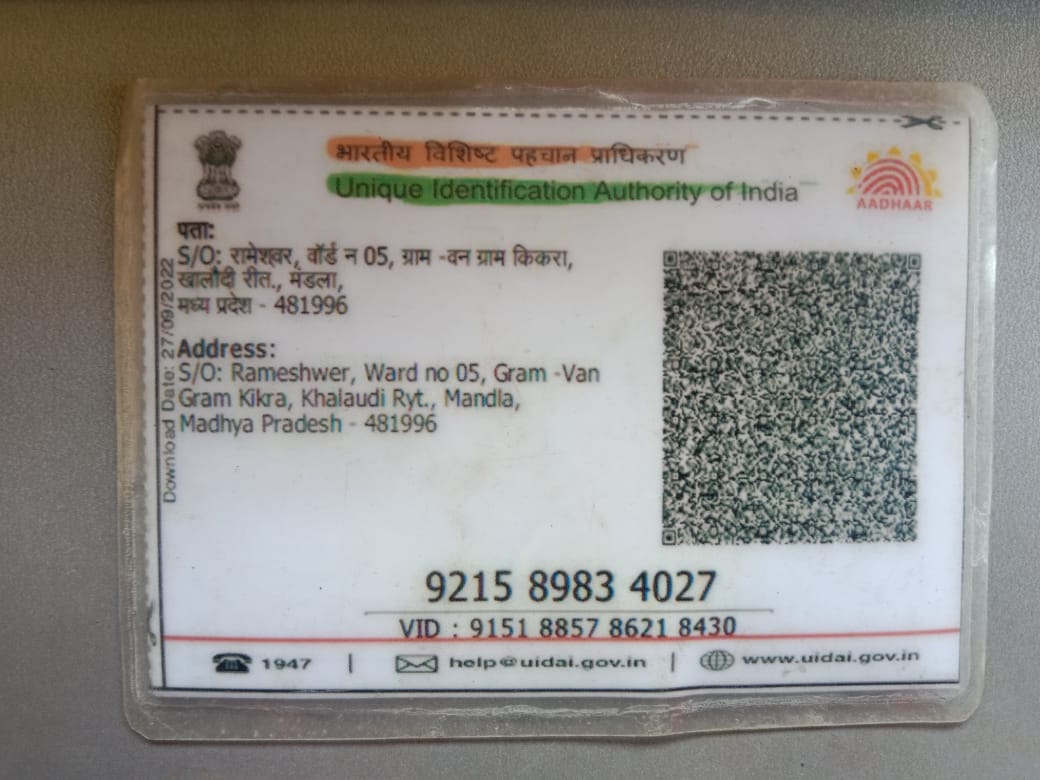 भारतीय विशिष्ट पहचान प्राधिकरण
Unique Identification Authority of India
AADHAAR
पता:
S/O: रामेश्वर, वॉर्ड न 05, ग्राम -वन ग्राम किकरा,
खालौदी रीत., मंडला,
मध्य प्रदेश - 481996
Download Date: 27/09/2022
Address:
S/O: Rameshwer, Ward no 05, Gram -Van
Gram Kikra, Khalaudi Ryt., Mandla,
Madhya Pradesh - 481996
9215 8983 4027
VID : 9151 8857 8621 8430
1947 | help@uidai.gov.in | www.uidai.gov.in